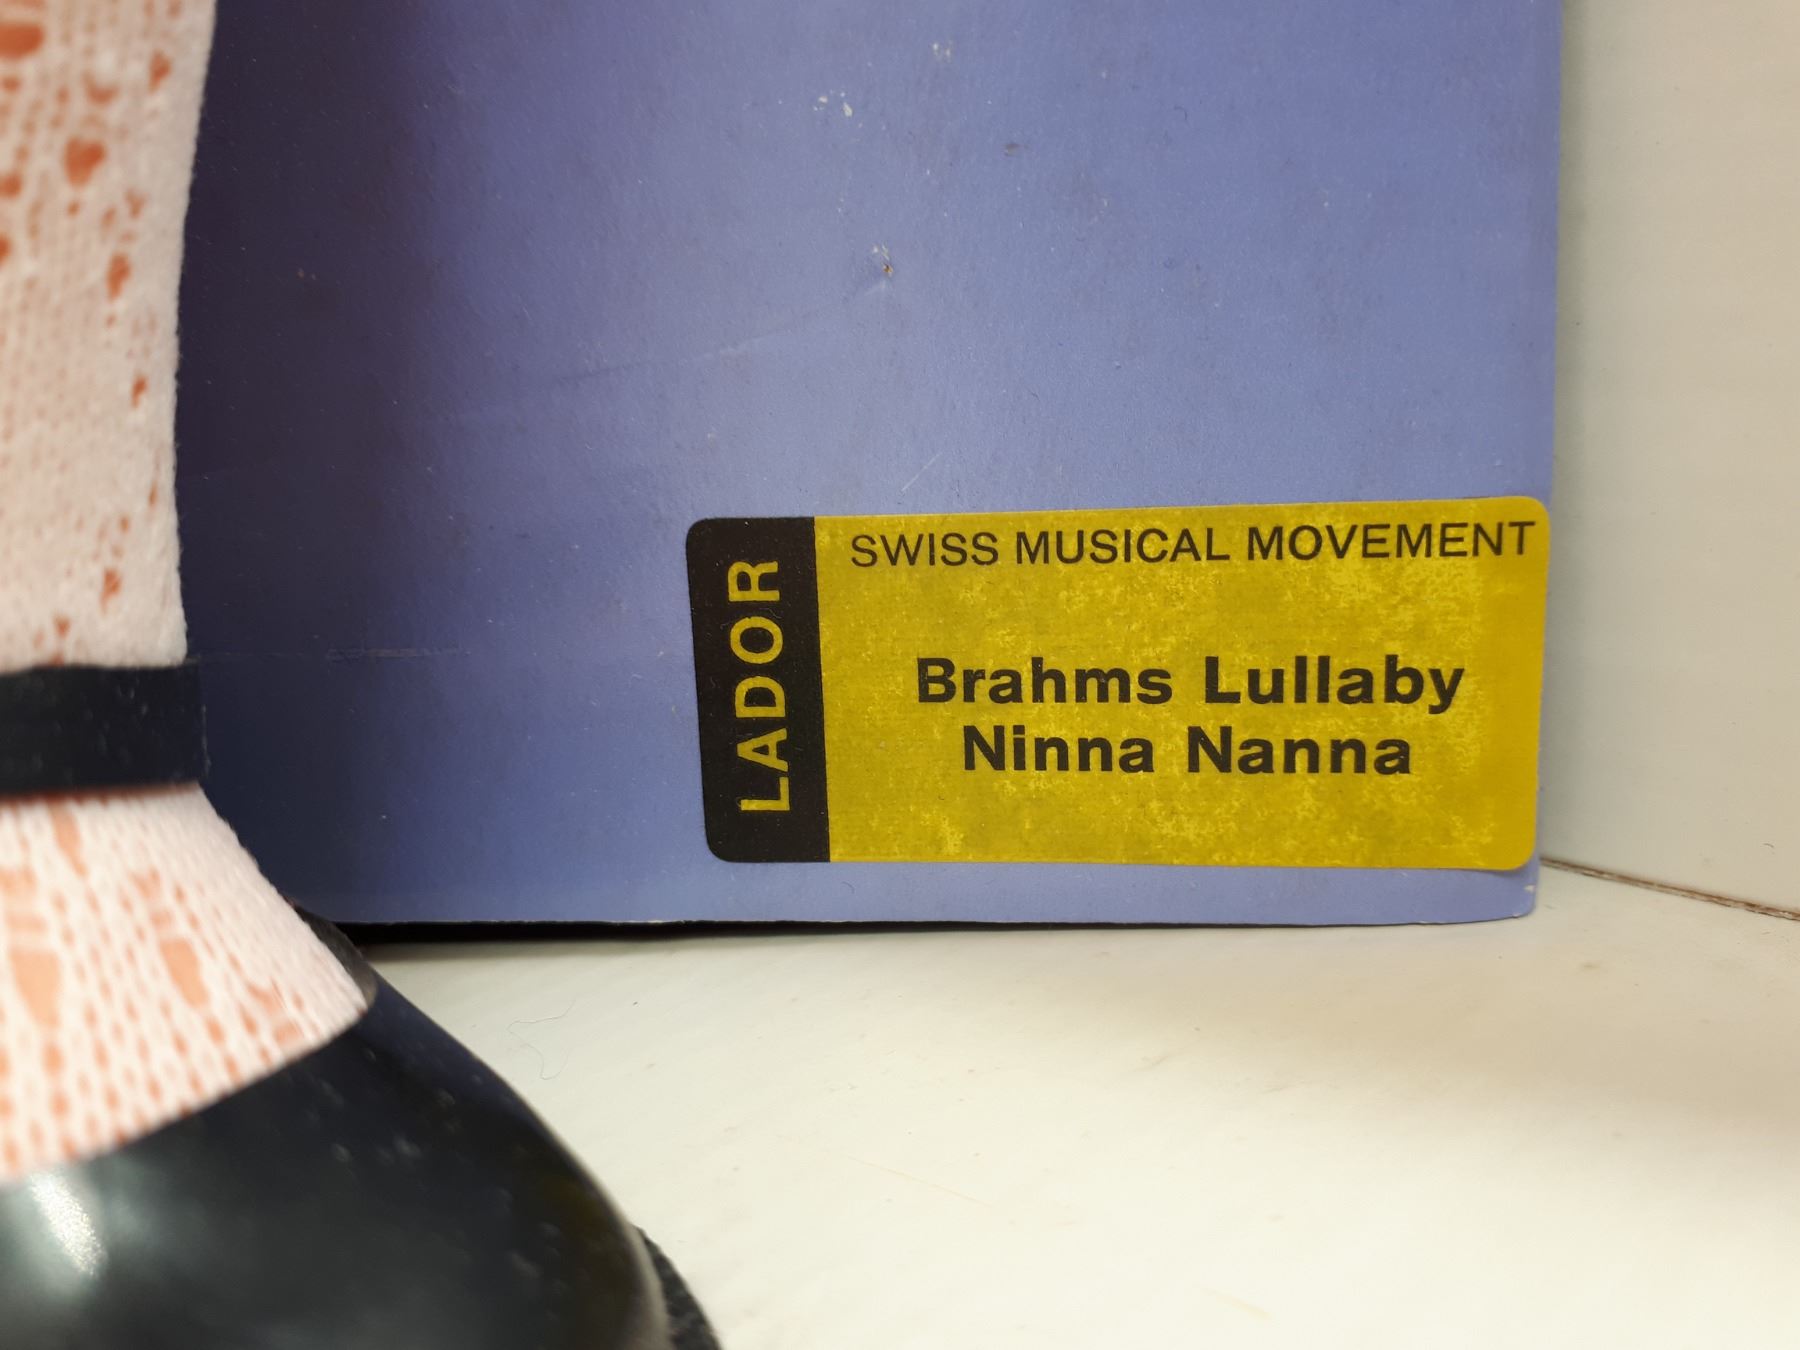 LADOR
SWISS MUSICAL MOVEMENT
Brahms Lullaby
Ninna Nanna